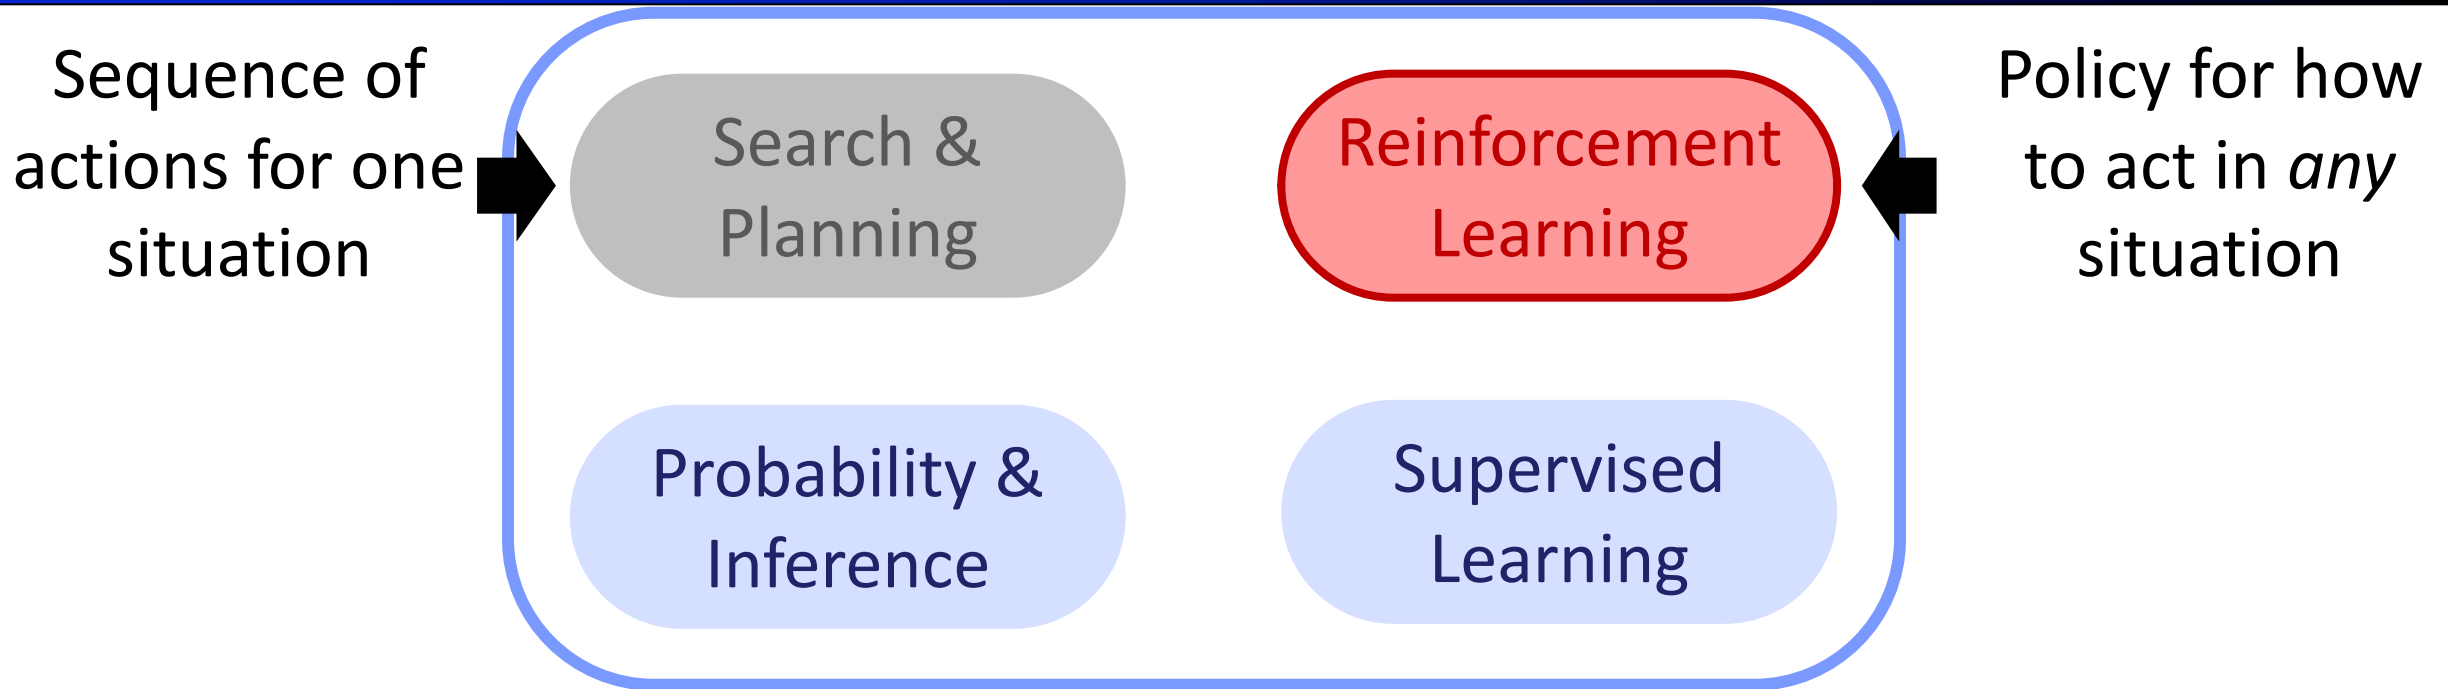 Sequence of
actions for one
situation
Search &
Planning
Reinforcement
Learning
Policy for how
to act in any
situation
Probability &
Inference
Supervised
Learning